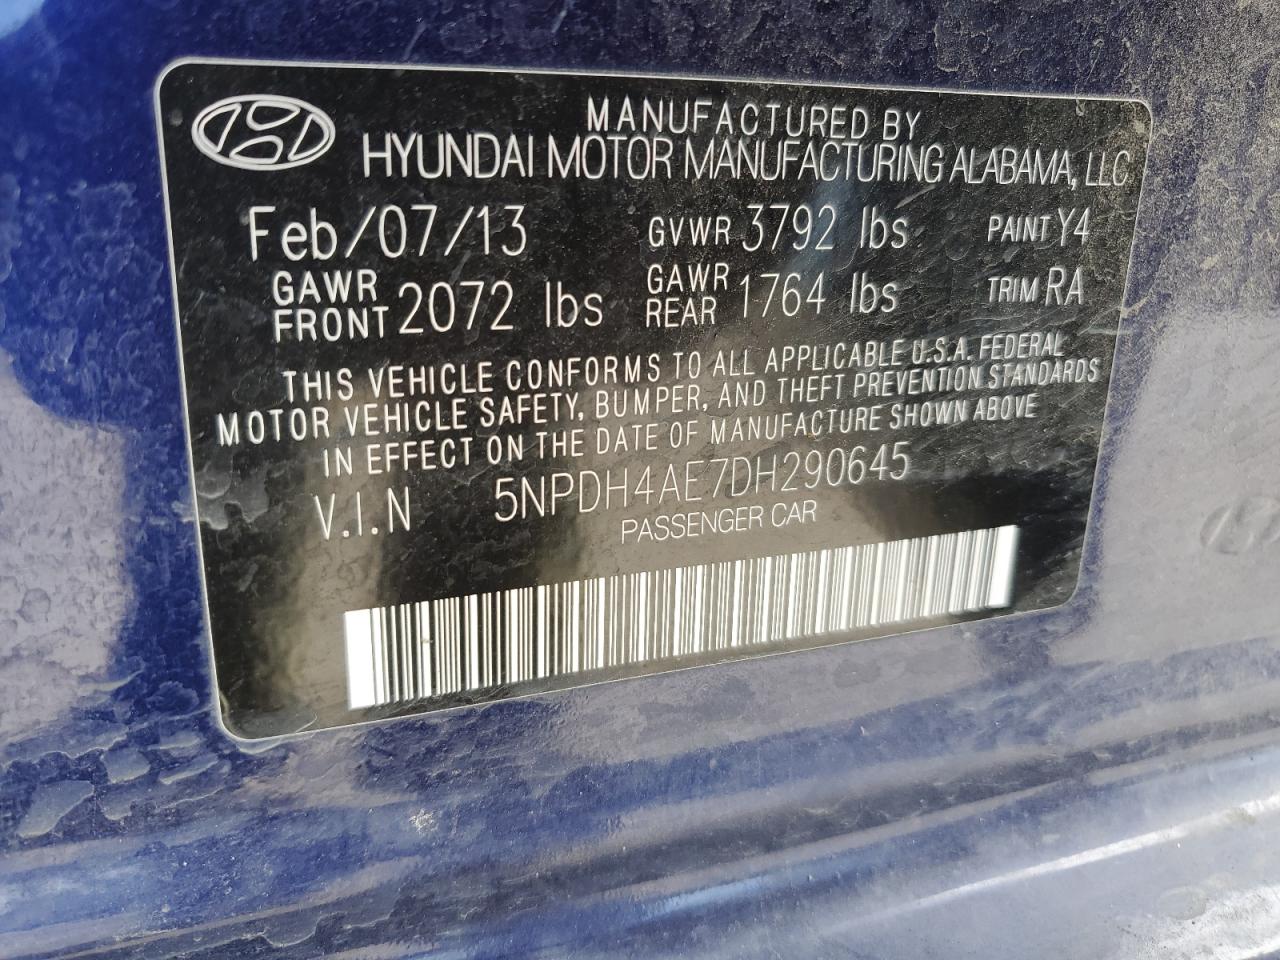 MANUFACTURED BY
HYUNDAI MOTOR MANUFACTURING ALABAMA, LLC
Feb/07/13 GVWR 3792 lbs PAINT Y4
GAWR FRONT 2072 lbs GAWR REAR 1764 lbs TRIM RA
THIS VEHICLE CONFORMS TO ALL APPLICABLE U.S.A. FEDERAL
MOTOR VEHICLE SAFETY, BUMPER, AND THEFT PREVENTION STANDARDS
IN EFFECT ON THE DATE OF MANUFACTURE SHOWN ABOVE
V.I.N 5NPDH4AE7DH290645
PASSENGER CAR